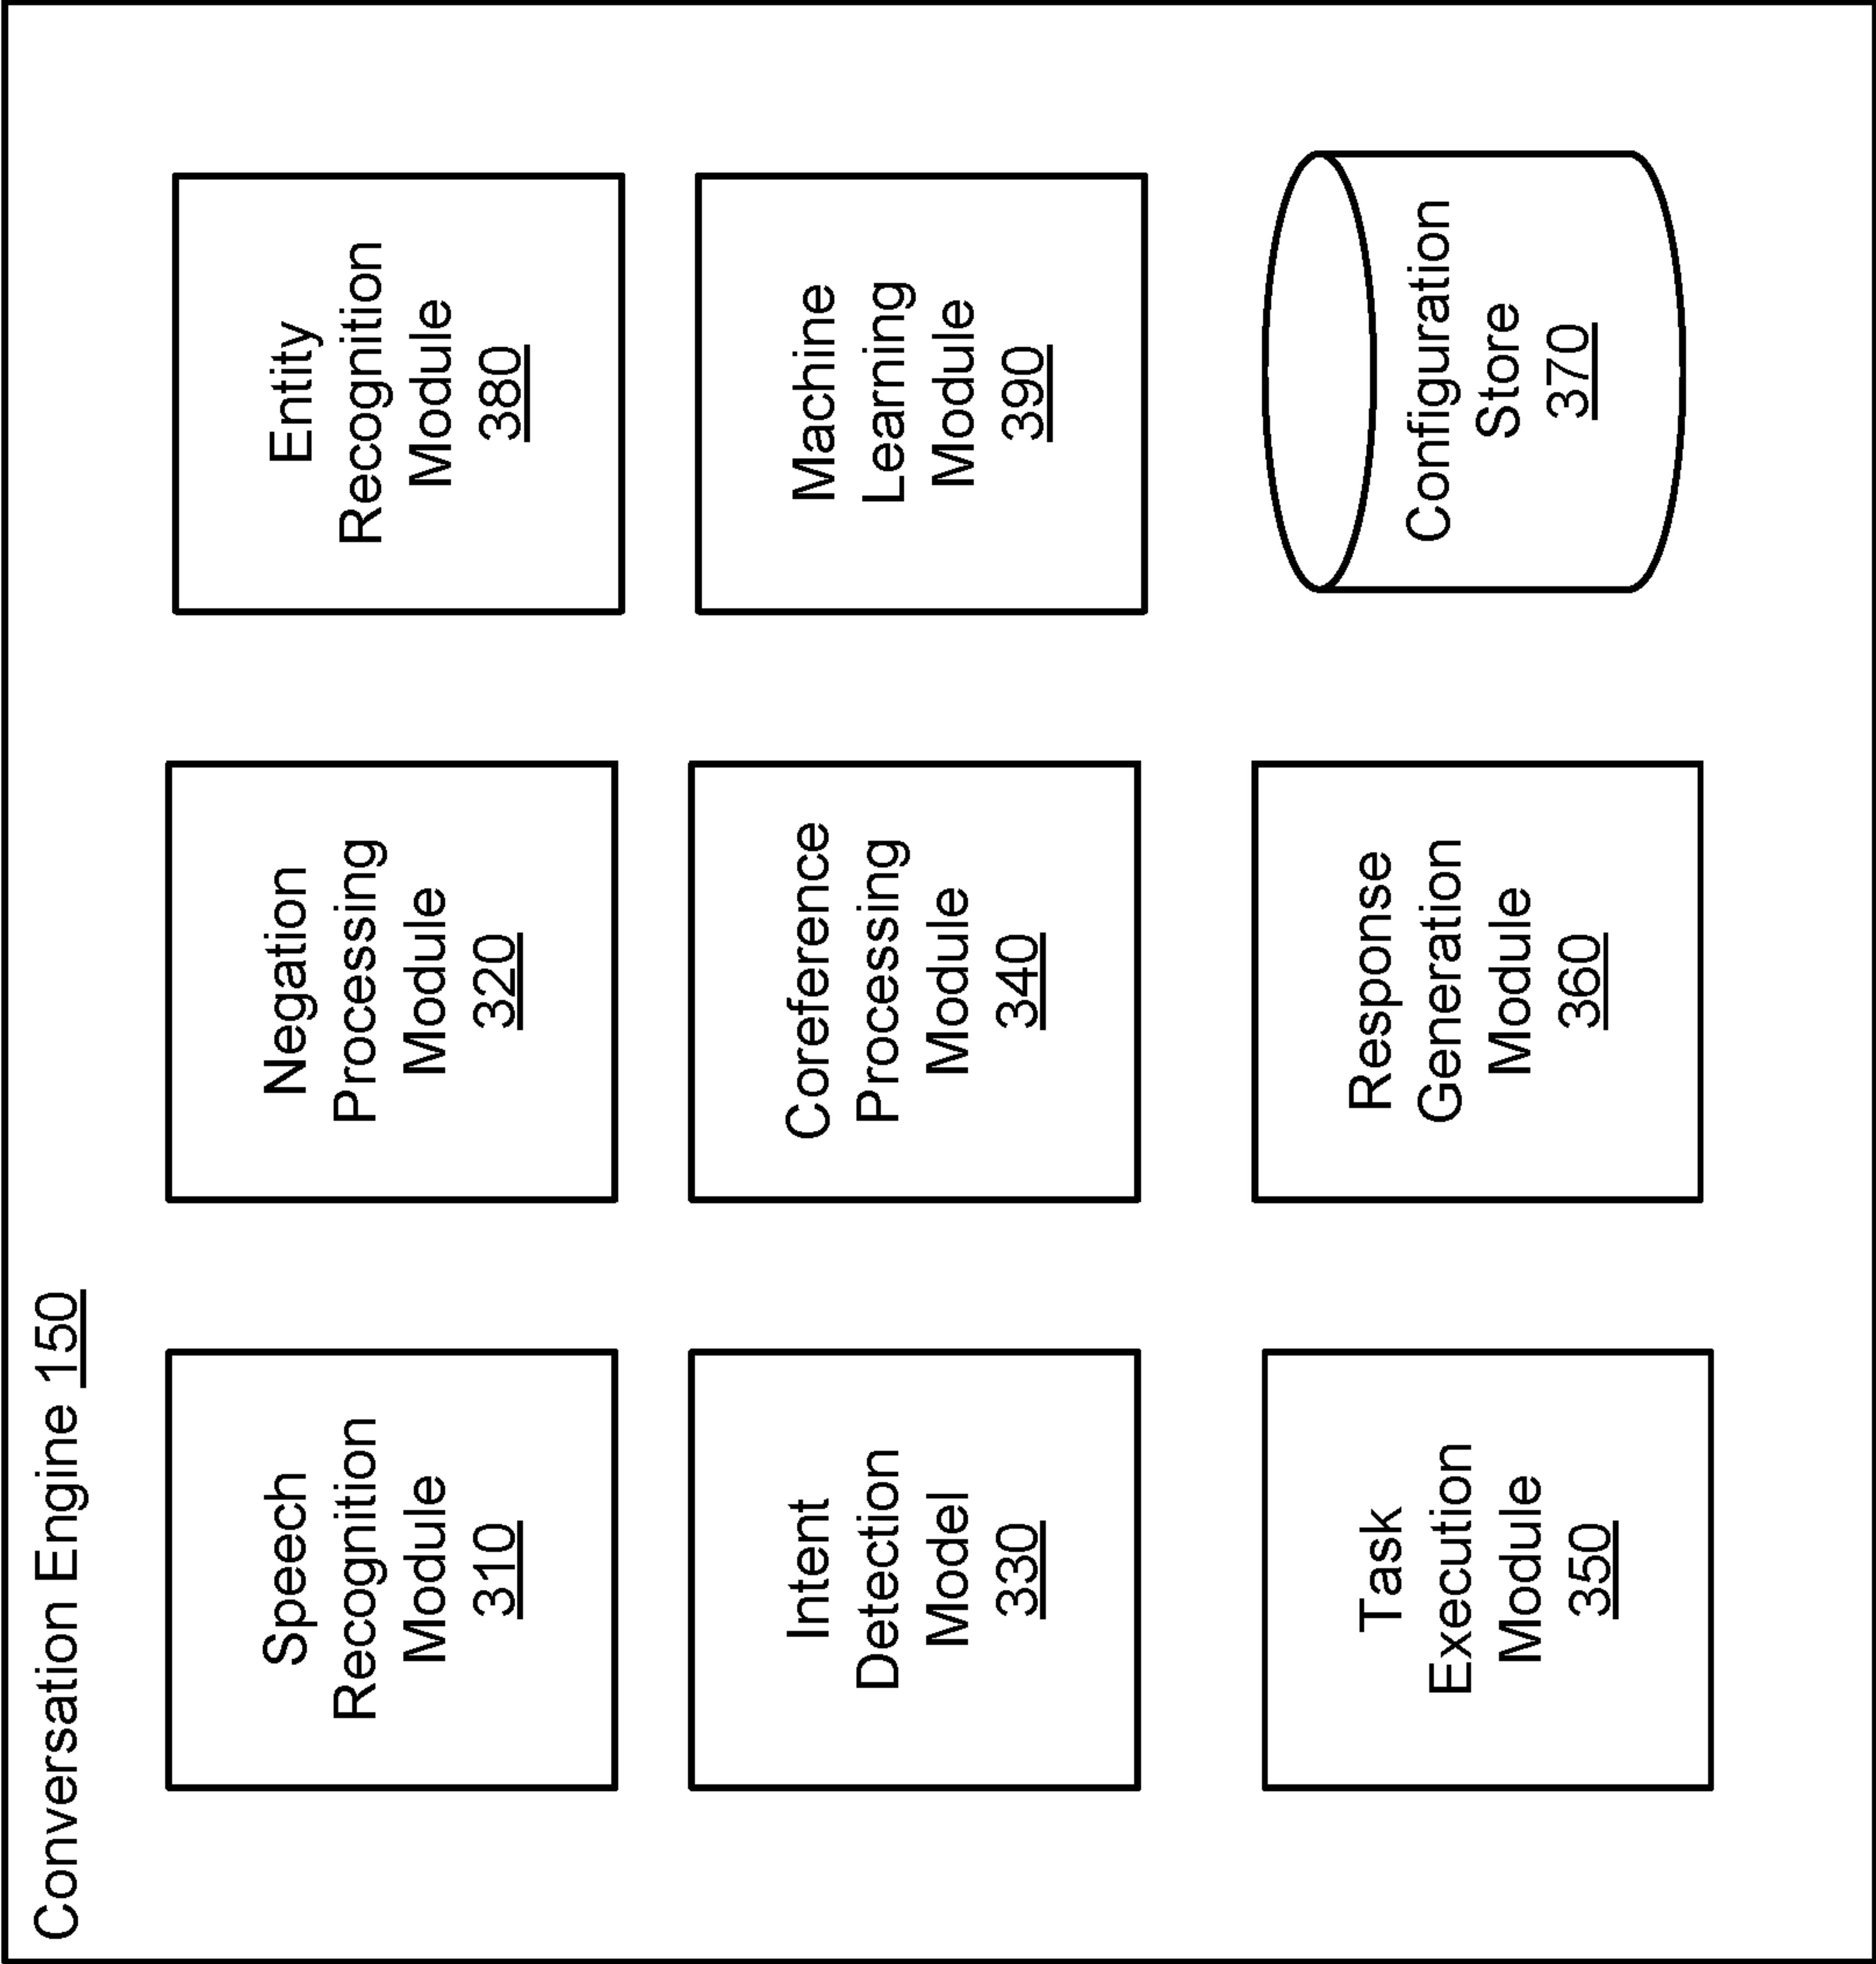 Conversation Engine 150
Speech
Recognition
Module
310
Negation
Processing
Module
320
Entity
Recognition
Module
380
Intent
Detection
Model
330
Coreference
Processing
Module
340
Machine
Learning
Module
390
Task
Execution
Module
350
Response
Generation
Module
360
Configuration
Store
370